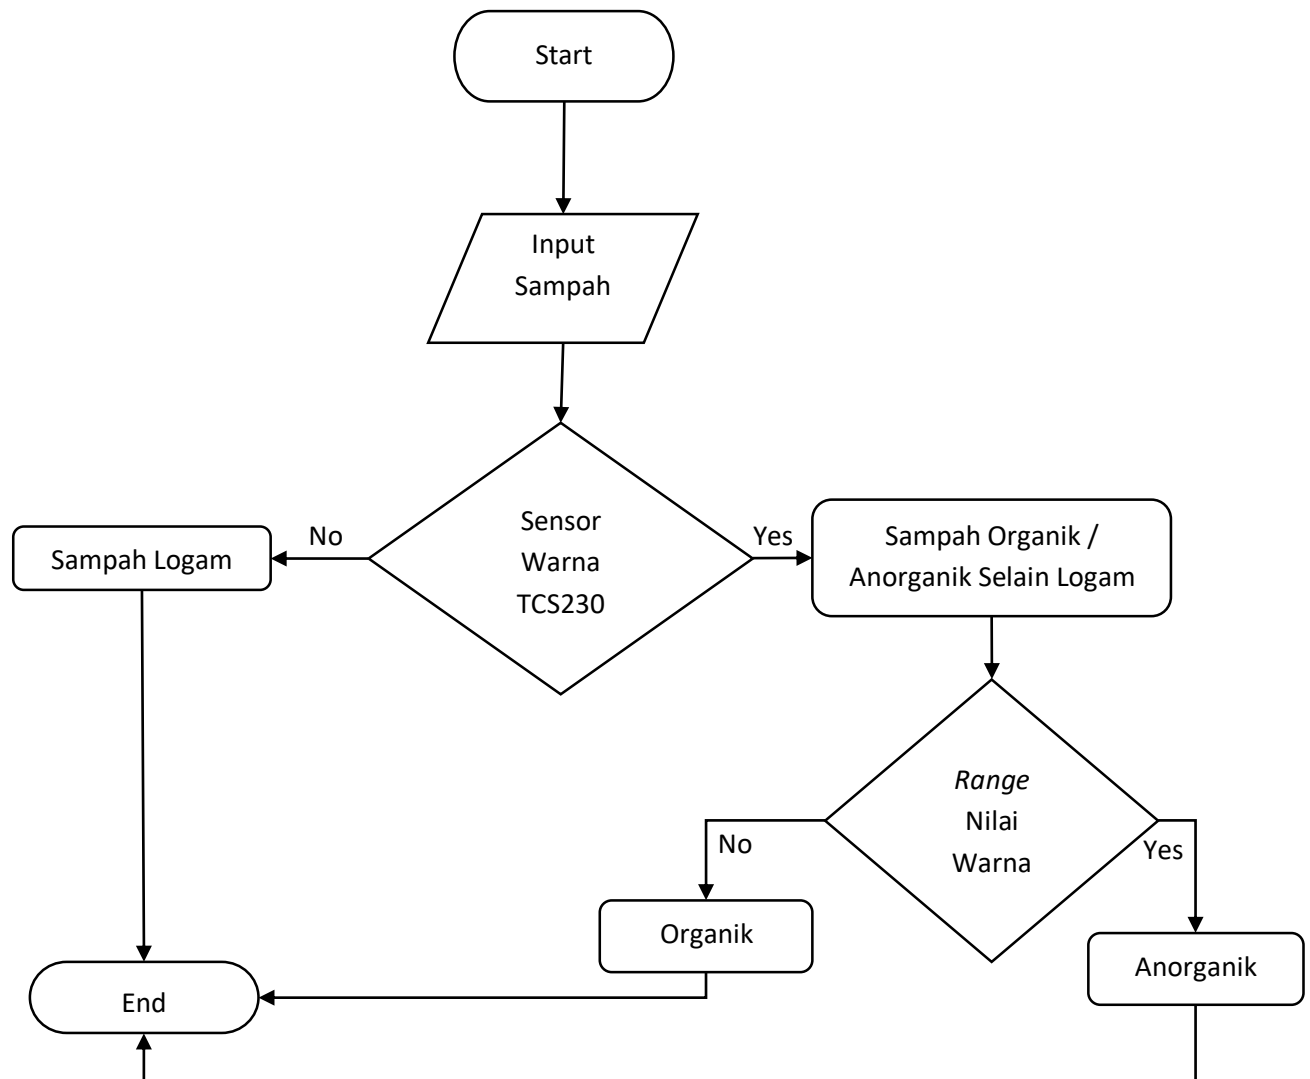 Start
Input
Sampah
Sensor
Warna
TCS230
No
Yes
Sampah Logam
Sampah Organik /
Anorganik Selain Logam
Range
Nilai
Warna
No
Yes
Organik
Anorganik
End